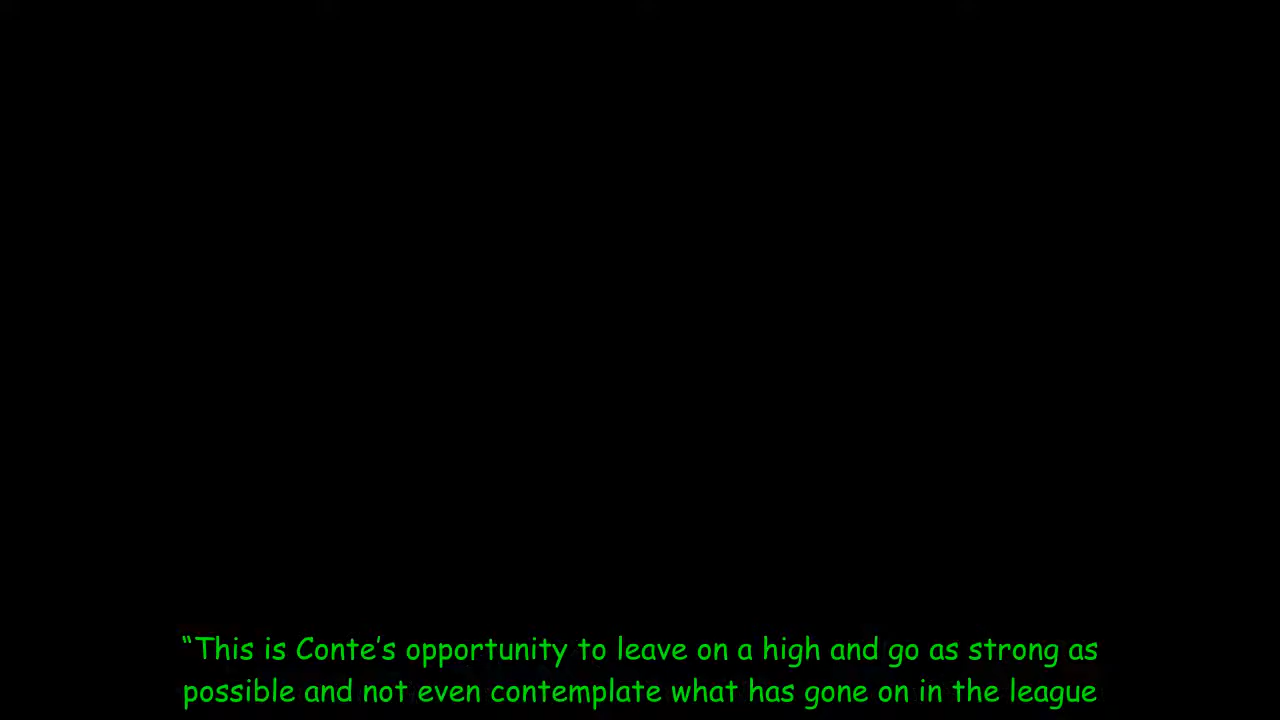 “This is Conte’s opportunity to leave on a high and go as strong as
possible and not even contemplate what has gone on in the league